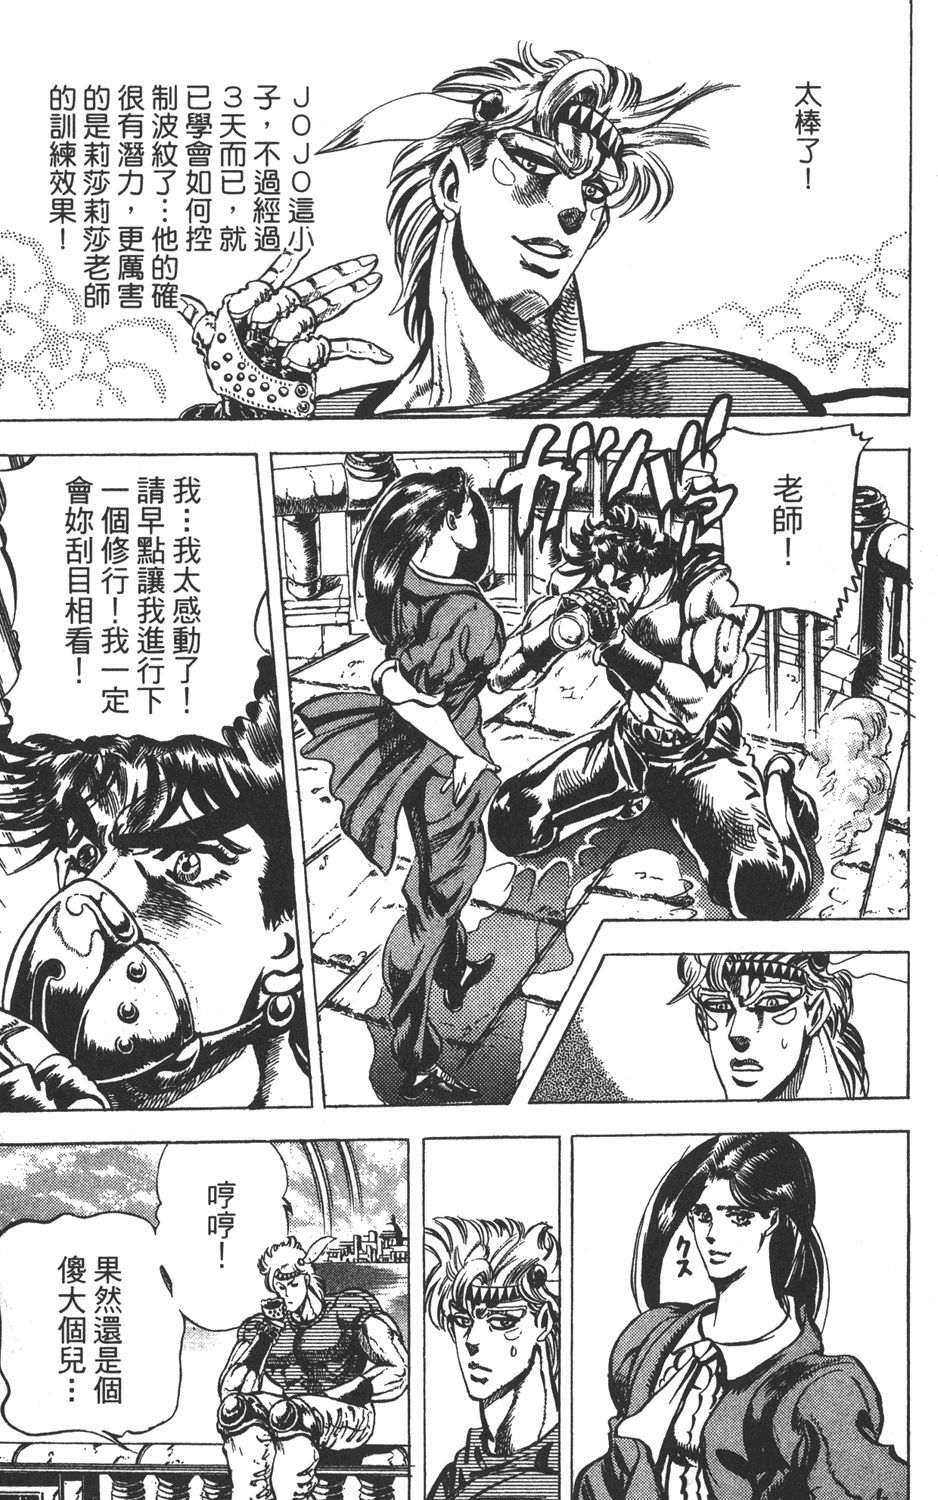 太棒了！
ＪＯＪＯ這小
子，不過經過
３天而已，就
已學會如何控
制波紋了…他的確
很有潛力，更厲害
的是莉莎莉莎老師
的訓練效果！
老師！
ガバッ
我…我太感動了！
請早點讓我進行下
一個修行！我一定
會妳刮目相看！
クス
哼哼！
果然還是個
傻大個兒…